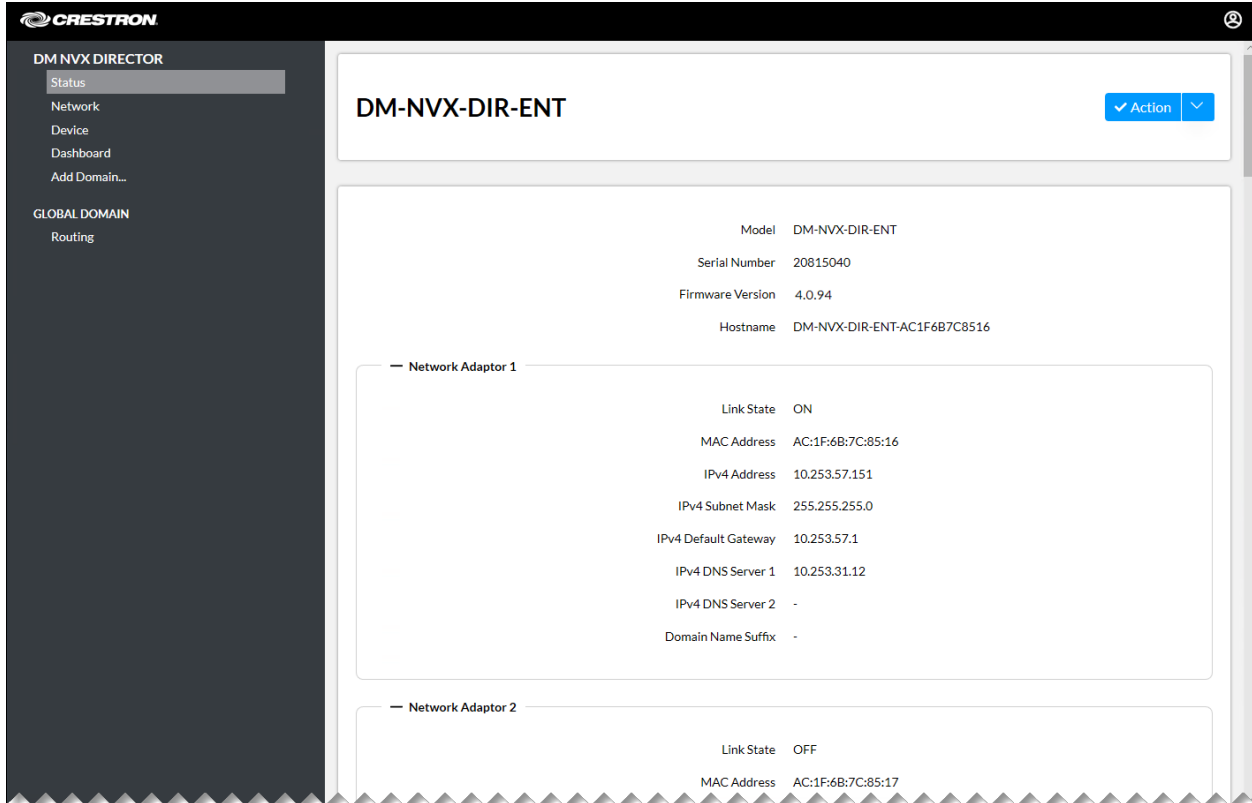 CRESTRON
DM NVX DIRECTOR
Status
Network
Device
Dashboard
Add Domain...
GLOBAL DOMAIN
Routing
DM-NVX-DIR-ENT
Action
Model DM-NVX-DIR-ENT
Serial Number 20815040
Firmware Version 4.0.94
Hostname DM-NVX-DIR-ENT-AC1F6B7C8516
Network Adaptor 1
Link State ON
MAC Address AC:1F:6B:7C:85:16
IPv4 Address 10.253.57.151
IPv4 Subnet Mask 255.255.255.0
IPv4 Default Gateway 10.253.57.1
IPv4 DNS Server 1 10.253.31.12
IPv4 DNS Server 2 -
Domain Name Suffix -
Network Adaptor 2
Link State OFF
MAC Address AC:1F:6B:7C:85:17